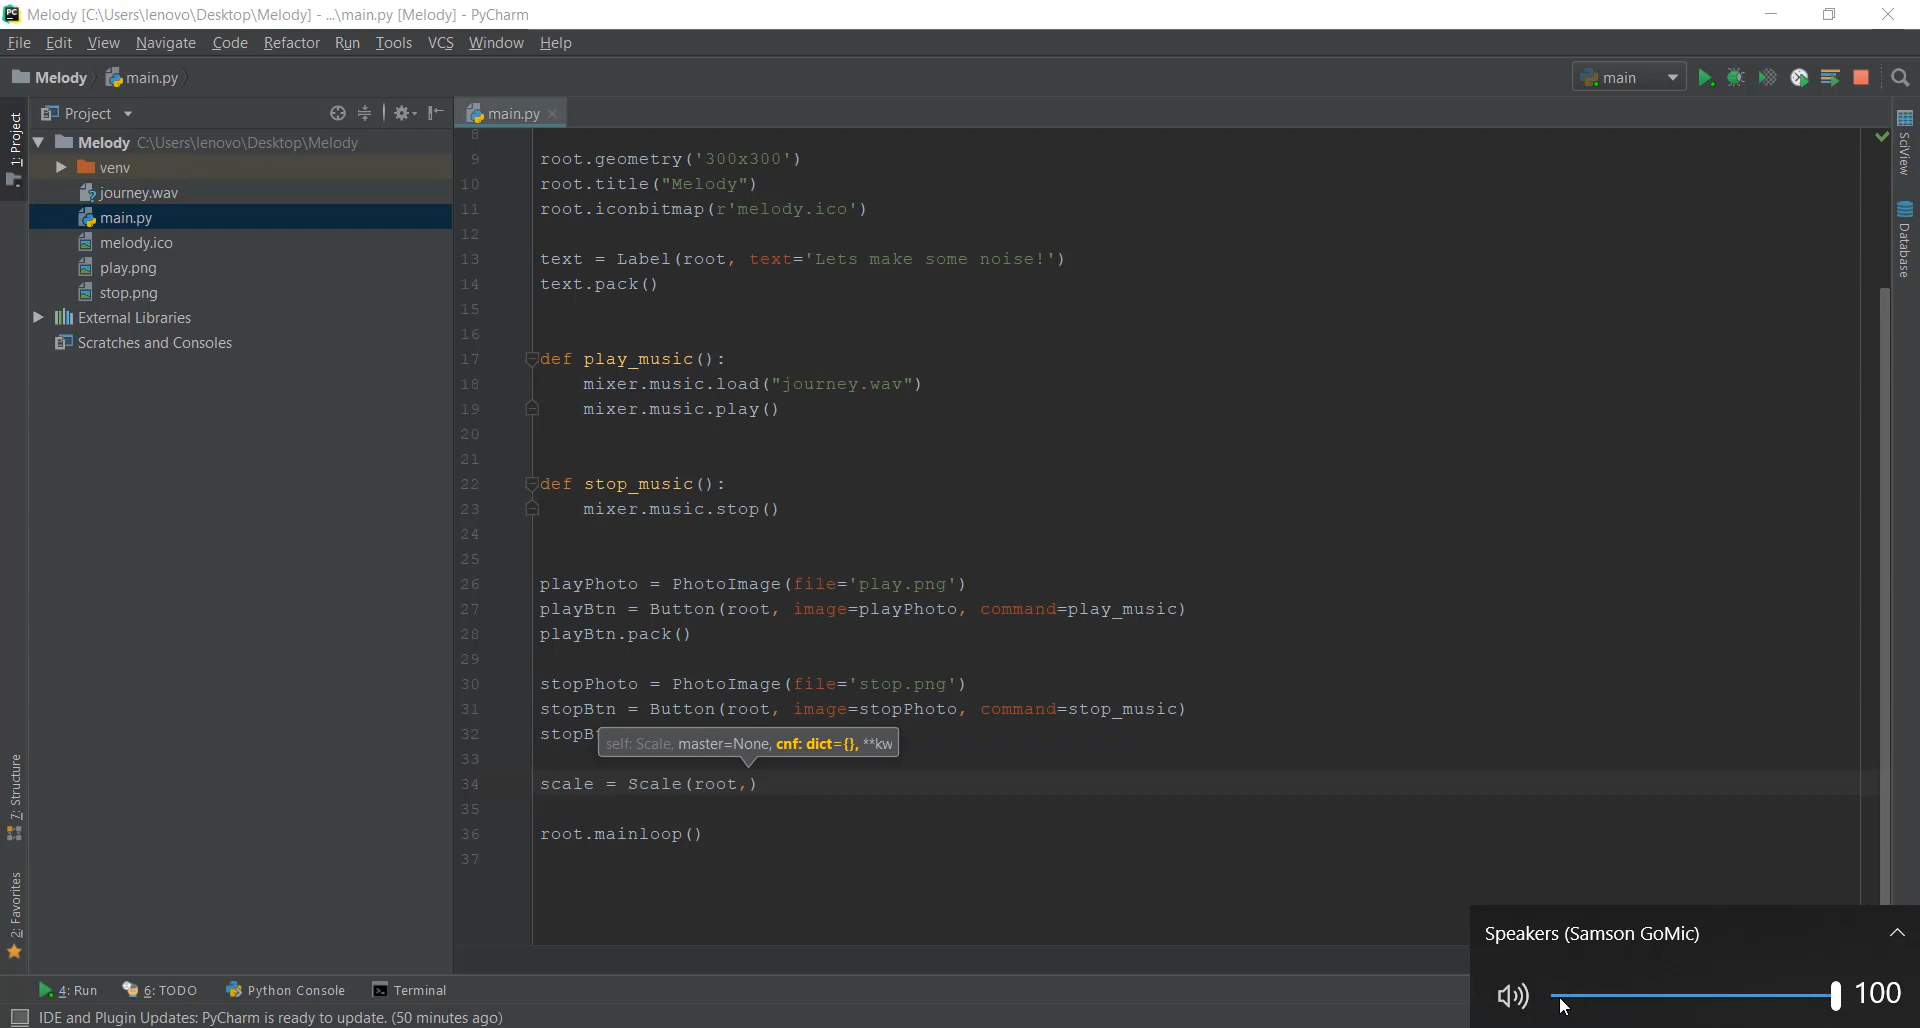 Melody [C:\Users\lenovo\Desktop\Melody] - ...\main.py [Melody] - PyCharm
File Edit View Navigate Code Refactor Run Tools VCS Window Help
Melody main.py main
Project main.py
1: Project
Melody C:\Users\lenovo\Desktop\Melody
venv
journey.wav
main.py
melody.ico
play.png
stop.png
External Libraries
Scratches and Consoles
7: Structure
2: Favorites
8
9 root.geometry('300x300')
10 root.title("Melody")
11 root.iconbitmap(r'melody.ico')
12
13 text = Label(root, text='Lets make some noise!')
14 text.pack()
15
16
17 def play_music():
18 mixer.music.load("journey.wav")
19 mixer.music.play()
20
21
22 def stop_music():
23 mixer.music.stop()
24
25
26 playPhoto = PhotoImage(file='play.png')
27 playBtn = Button(root, image=playPhoto, command=play_music)
28 playBtn.pack()
29
30 stopPhoto = PhotoImage(file='stop.png')
31 stopBtn = Button(root, image=stopPhoto, command=stop_music)
32 stopB
self: Scale, master=None, cnf: dict={}, **kw
33
34 scale = Scale(root,)
35
36 root.mainloop()
37
SciView
Database
Speakers (Samson GoMic)
100
4: Run 6: TODO Python Console Terminal
IDE and Plugin Updates: PyCharm is ready to update. (50 minutes ago)